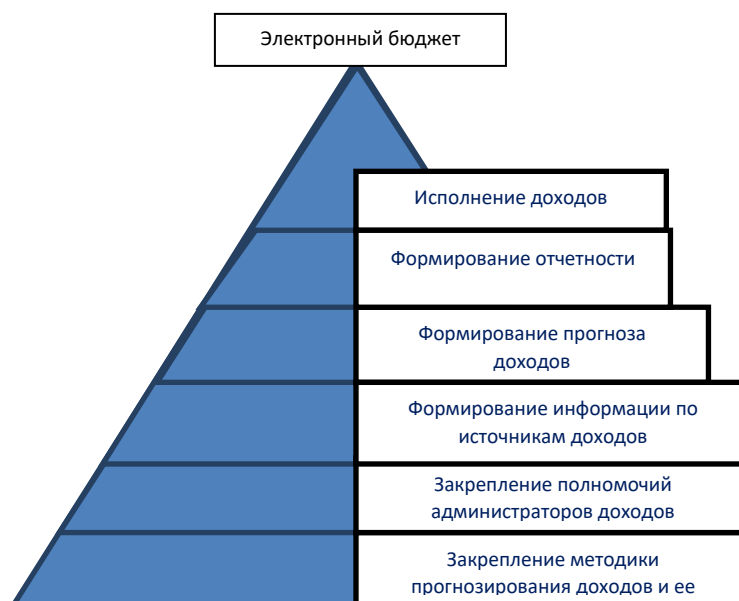 Электронный бюджет
Исполнение доходов
Формирование отчетности
Формирование прогноза
доходов
Формирование информации по
источникам доходов
Закрепление полномочий
администраторов доходов
Закрепление методики
прогнозирования доходов и ее